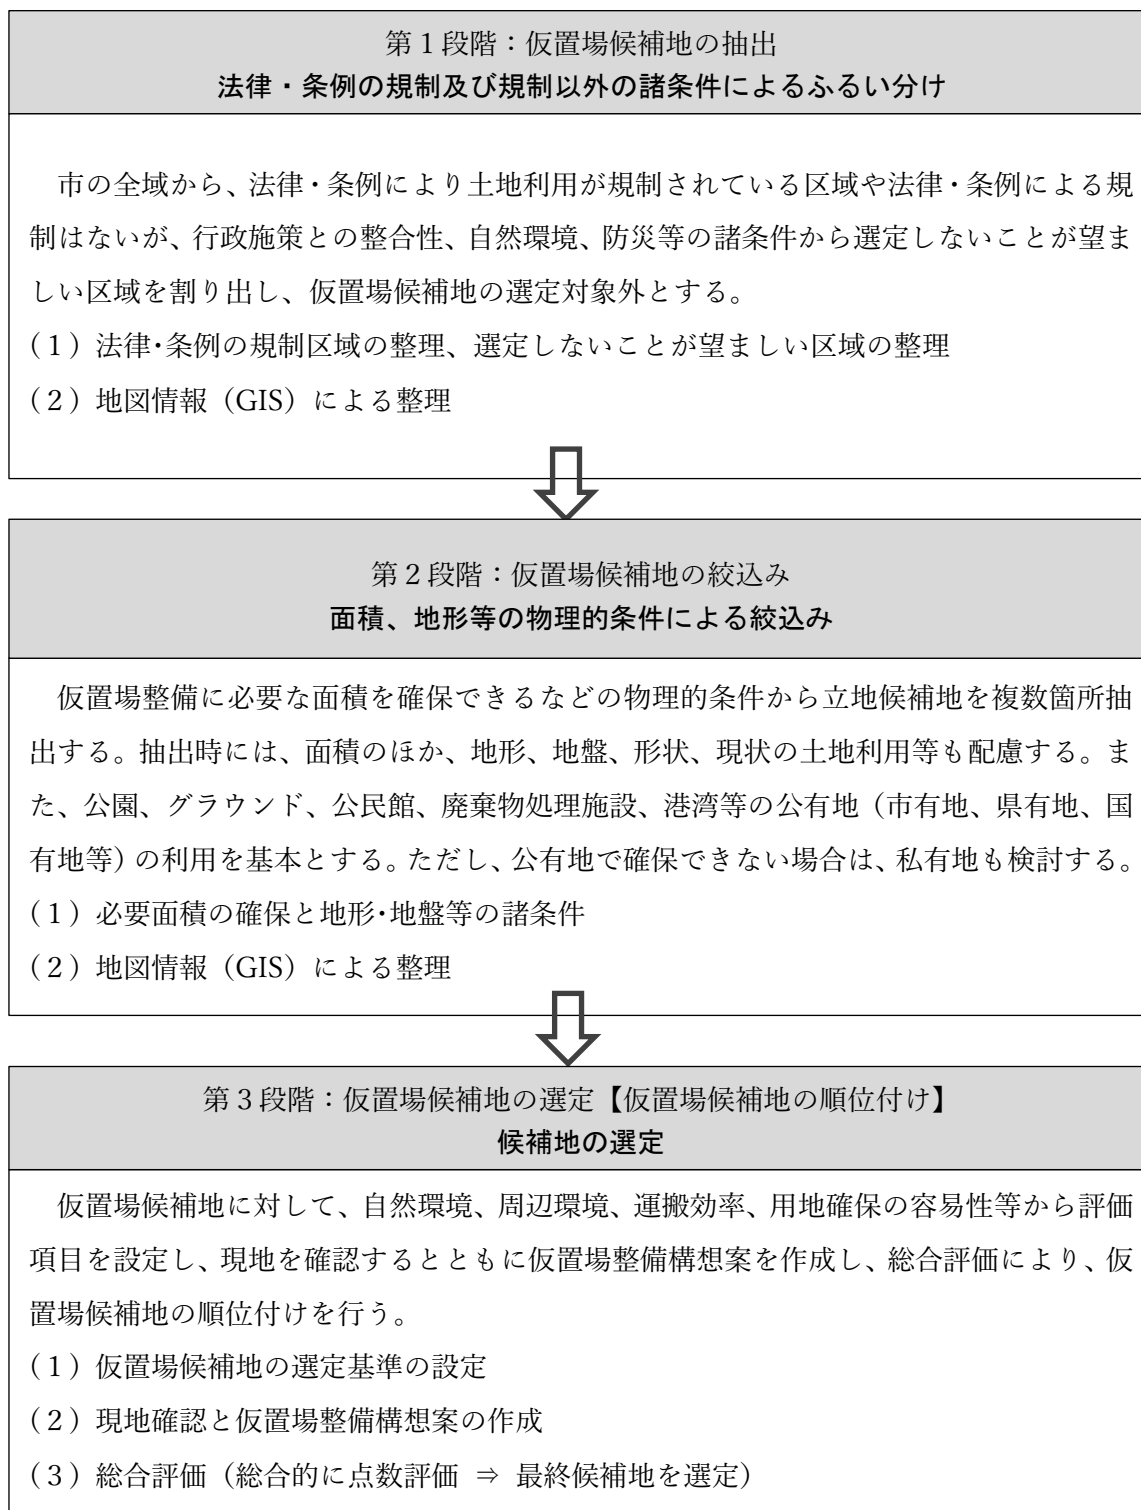 第１段階：仮置場候補地の抽出
法律・条例の規制及び規制以外の諸条件によるふるい分け
市の全域から、法律・条例により土地利用が規制されている区域や法律・条例による規
制はないが、行政施策との整合性、自然環境、防災等の諸条件から選定しないことが望ま
しい区域を割り出し、仮置場候補地の選定対象外とする。
（１）法律・条例の規制区域の整理、選定しないことが望ましい区域の整理
（２）地図情報（GIS）による整理
第２段階：仮置場候補地の絞込み
面積、地形等の物理的条件による絞込み
仮置場整備に必要な面積を確保できるなどの物理的条件から立地候補地を複数箇所抽
出する。抽出時には、面積のほか、地形、地盤、形状、現状の土地利用等も配慮する。ま
た、公園、グラウンド、公民館、廃棄物処理施設、港湾等の公有地（市有地、県有地、国
有地等）の利用を基本とする。ただし、公有地で確保できない場合は、私有地も検討する。
（１）必要面積の確保と地形・地盤等の諸条件
（２）地図情報（GIS）による整理
第３段階：仮置場候補地の選定【仮置場候補地の順位付け】
候補地の選定
仮置場候補地に対して、自然環境、周辺環境、運搬効率、用地確保の容易性等から評価
項目を設定し、現地を確認するとともに仮置場整備構想案を作成し、総合評価により、仮
置場候補地の順位付けを行う。
（１）仮置場候補地の選定基準の設定
（２）現地確認と仮置場整備構想案の作成
（３）総合評価（総合的に点数評価 ⇒ 最終候補地を選定）